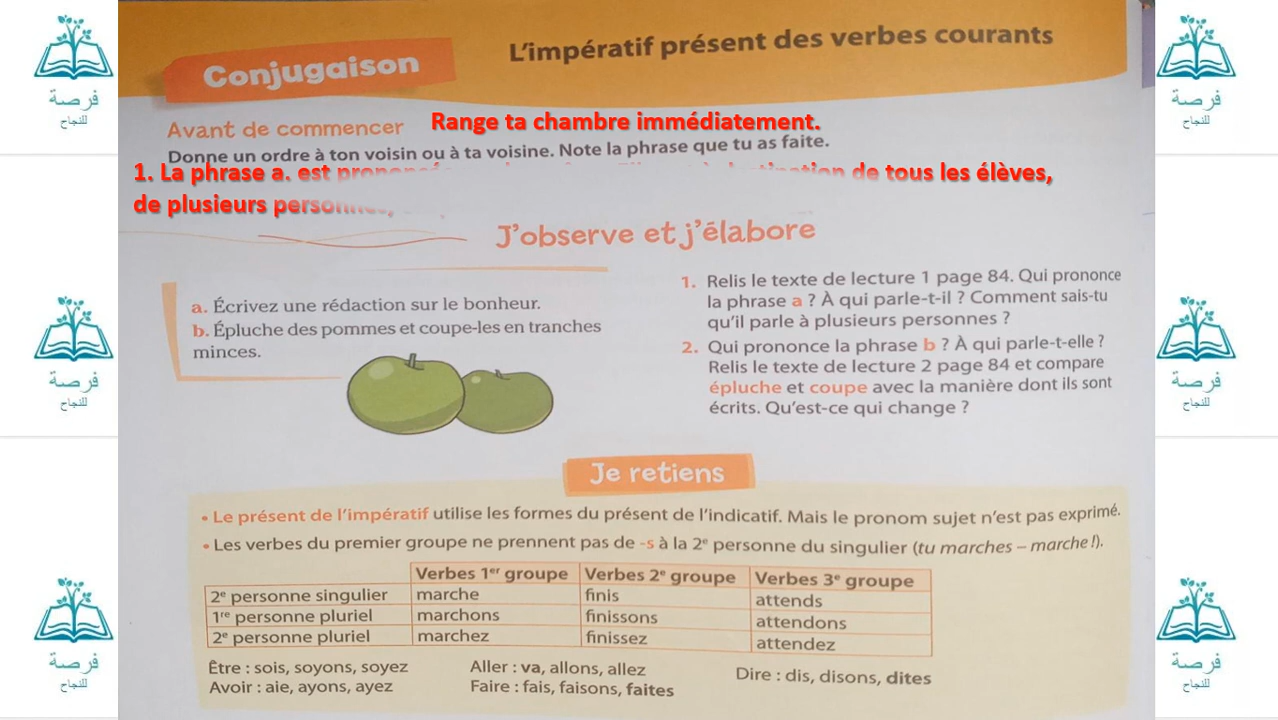 فرصة
للنجاح
فرصة
للنجاح
فرصة
للنجاح
L'impératif présent des verbes courants
Conjugaison
Avant de commencer
Range ta chambre immédiatement.
Donne un ordre à ton voisin ou à ta voisine. Note la phrase que tu as faite.
1. La phrase a. est de tous les élèves,
de plusieurs
J'observe et j'élabore
a. Écrivez une rédaction sur le bonheur.
b. Épluche des pommes et coupe-les en tranches
minces.
1. Relis le texte de lecture 1 page 84. Qui prononce
la phrase a ? À qui parle-t-il ? Comment sais-tu
qu'il parle à plusieurs personnes ?
2. Qui prononce la phrase b ? À qui parle-t-elle ?
Relis le texte de lecture 2 page 84 et compare
épluche et coupe avec la manière dont ils sont
écrits. Qu'est-ce qui change ?
Je retiens
• Le présent de l'impératif utilise les formes du présent de l'indicatif. Mais le pronom sujet n'est pas exprimé.
• Les verbes du premier groupe ne prennent pas de -s à la 2e personne du singulier (tu marches – marche !).
Verbes 1er groupe Verbes 2e groupe Verbes 3e groupe
2e personne singulier marche finis attends
1re personne pluriel marchons finissons attendons
2e personne pluriel marchez finissez attendez
Être : sois, soyons, soyez
Avoir : aie, ayons, ayez
Aller : va, allons, allez
Faire : fais, faisons, faites
Dire : dis, disons, dites
فرصة
للنجاح
فرصة
للنجاح
فرصة
للنجاح